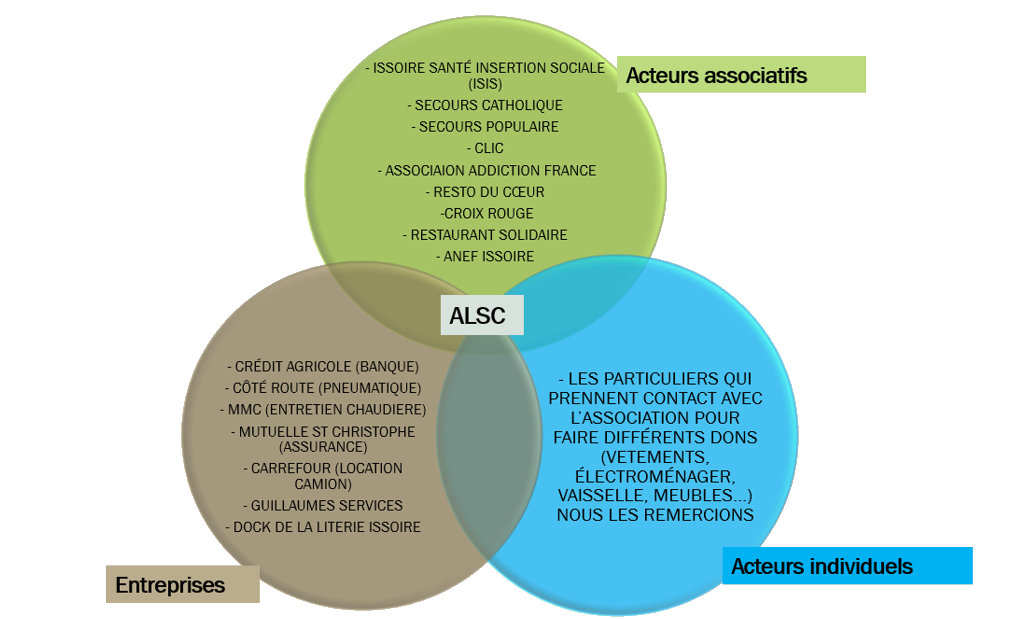 Acteurs associatifs
- ISSOIRE SANTÉ INSERTION SOCIALE
(ISIS)
- SECOURS CATHOLIQUE
- SECOURS POPULAIRE
- CLIC
- ASSOCIAION ADDICTION FRANCE
- RESTO DU CŒUR
-CROIX ROUGE
- RESTAURANT SOLIDAIRE
- ANEF ISSOIRE
ALSC
- CRÉDIT AGRICOLE (BANQUE)
- CÔTÉ ROUTE (PNEUMATIQUE)
- MMC (ENTRETIEN CHAUDIERE)
- MUTUELLE ST CHRISTOPHE
(ASSURANCE)
- CARREFOUR (LOCATION
CAMION)
- GUILLAUMES SERVICES
- DOCK DE LA LITERIE ISSOIRE
Entreprises
- LES PARTICULIERS QUI
PRENNENT CONTACT AVEC
L'ASSOCIATION POUR
FAIRE DIFFÉRENTS DONS
(VETEMENTS,
ÉLECTROMÉNAGER,
VAISSELLE, MEUBLES...)
NOUS LES REMERCIONS
Acteurs individuels